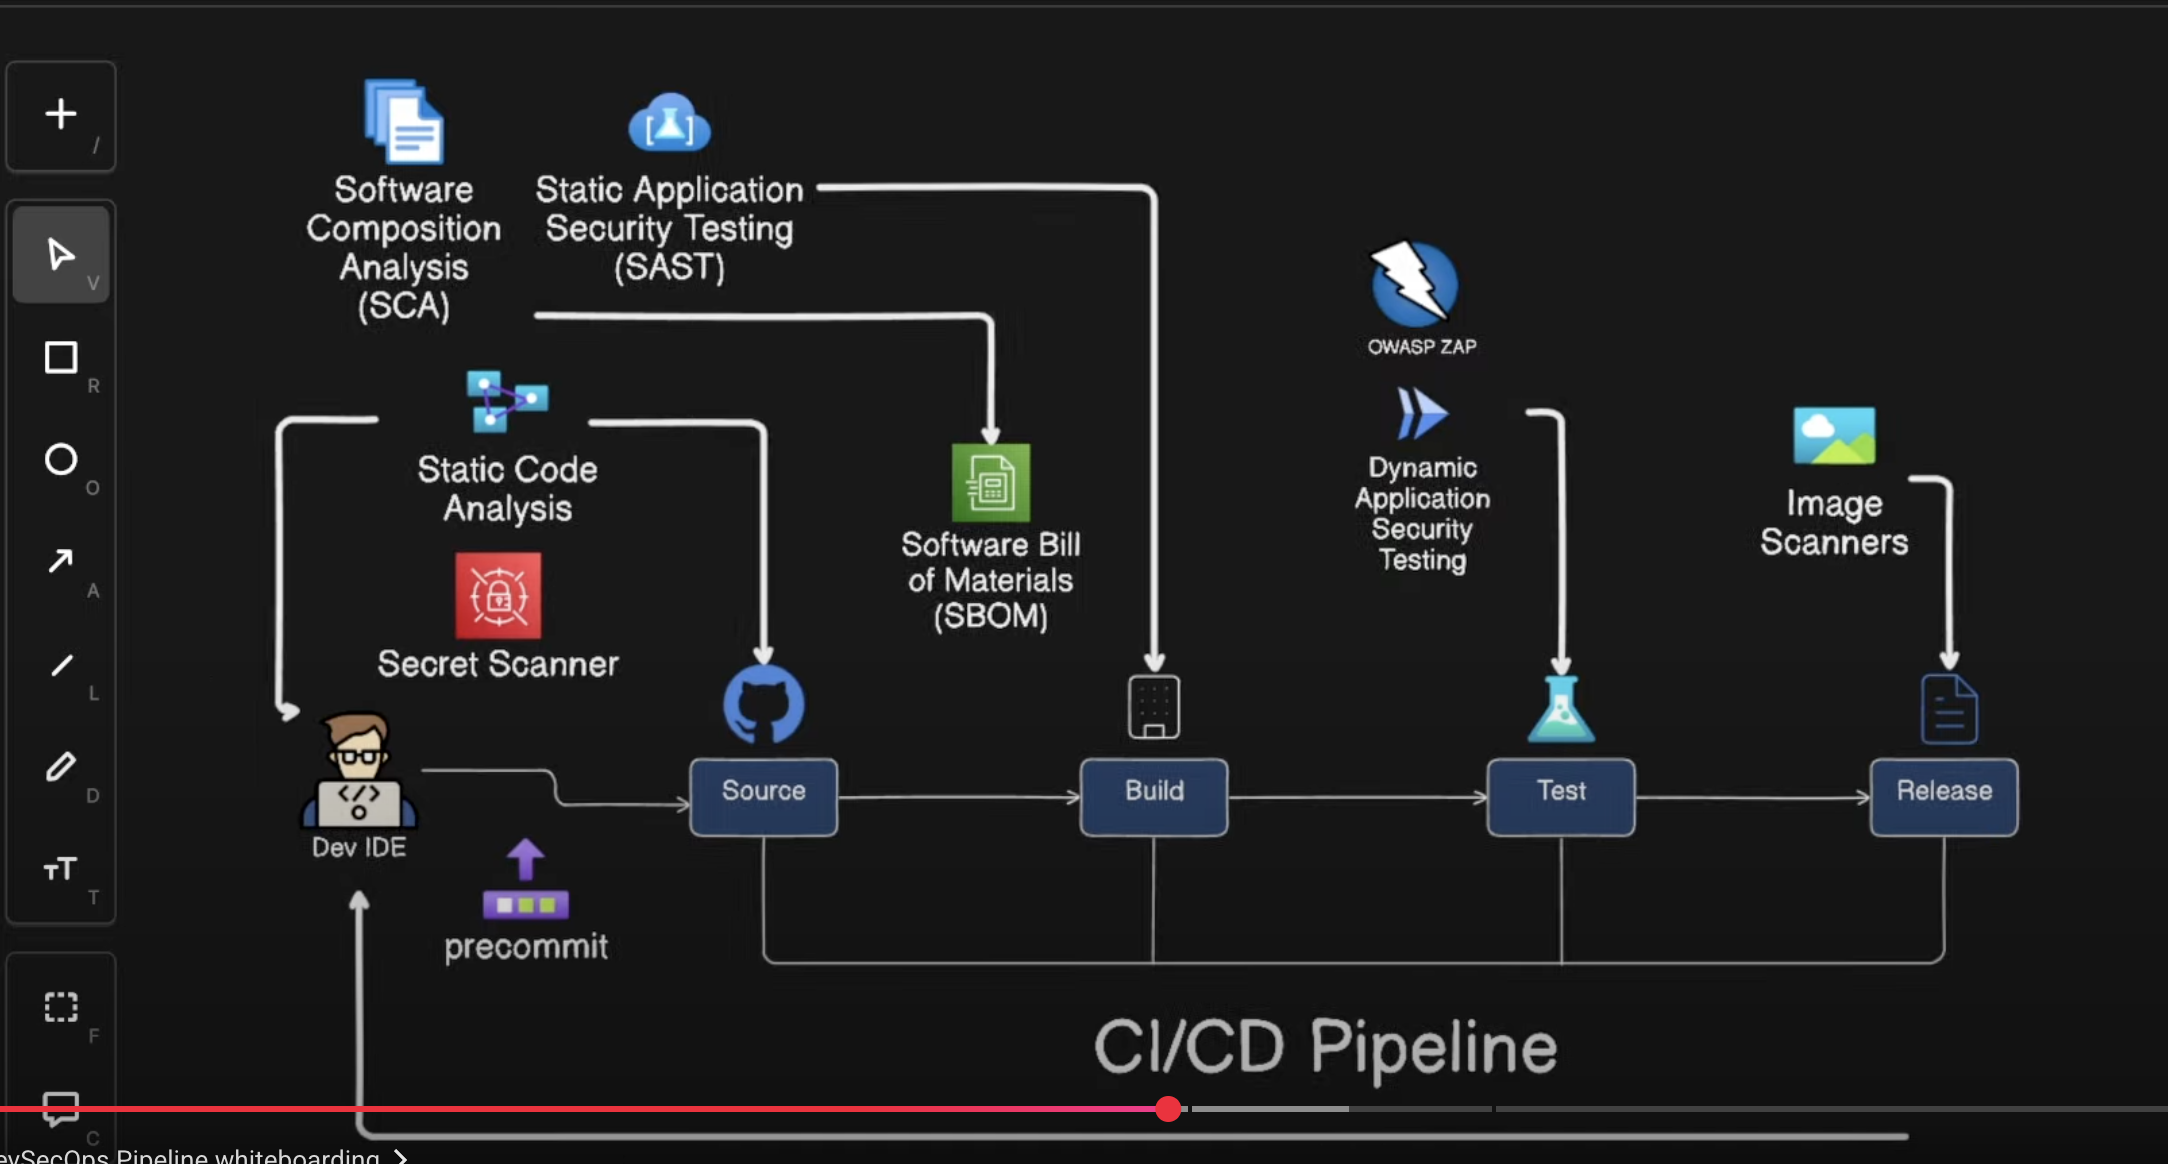 /
V
R
O
A
L
D
TT
T
F
C
Software
Composition
Analysis
(SCA)
Static Application
Security Testing
(SAST)
Static Code
Analysis
Secret Scanner
Software Bill
of Materials
(SBOM)
OWASP ZAP
Dynamic
Application
Security
Testing
Image
Scanners
</>
Dev IDE
precommit
Source
Build
Test
Release
CI/CD Pipeline
evSecOps Pipeline whiteboarding